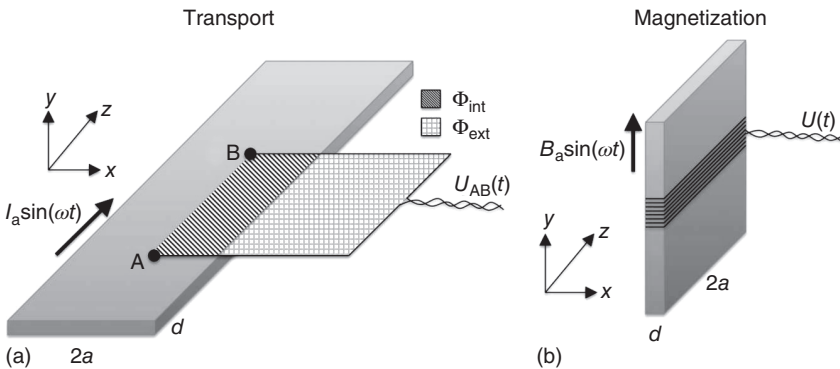 Transport
Magnetization
y
z
x
Φint
Φext
B
A
Iasin(ωt)
UAB(t)
(a)
2a
d
Basin(ωt)
U(t)
y
z
x
2a
d
(b)